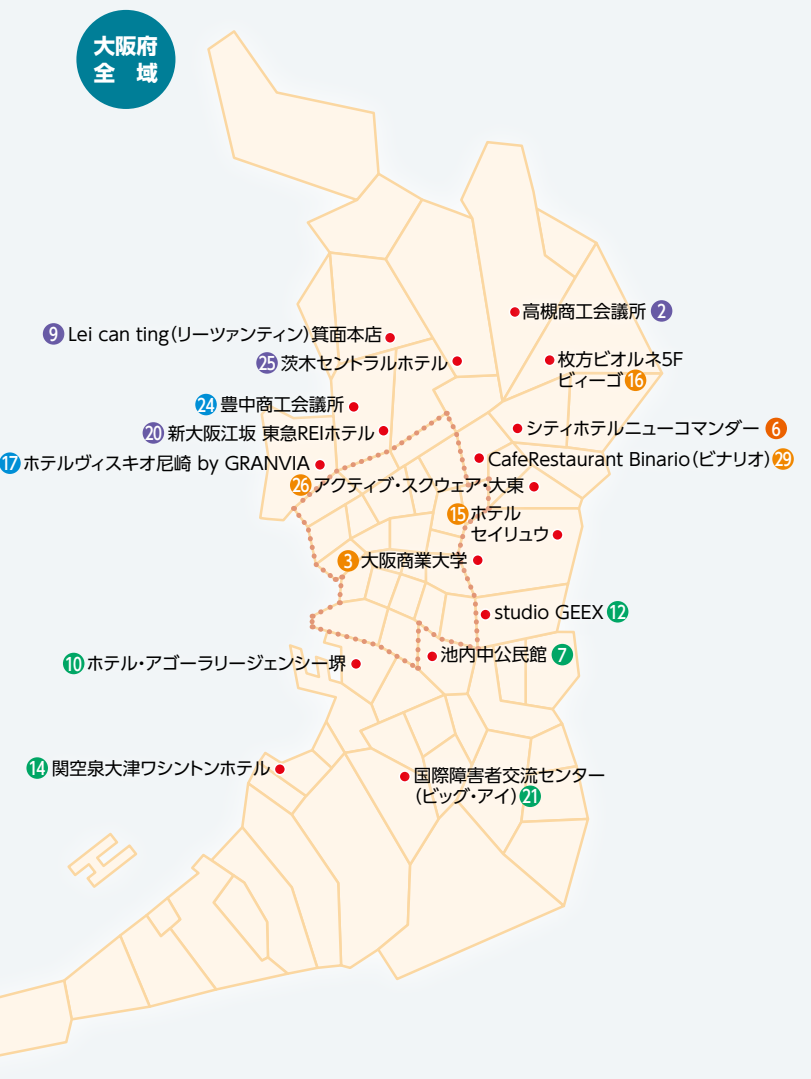 大阪府
全 域
高槻商工会議所 2
9 Lei can ting(リーツァンティン)箕面本店
25 茨木セントラルホテル
枚方ビオルネ5F
ビィーゴ 16
24 豊中商工会議所
シティホテルニューコマンダー 6
20 新大阪江坂 東急REIホテル
17 ホテルヴィスキオ尼崎 by GRANVIA
CafeRestaurant Binario(ビナリオ) 29
26 アクティブ・スクウェア・大東
15 ホテル
セイリュウ
3 大阪商業大学
studio GEEX 12
池内中公民館 7
10 ホテル・アゴーラリージェンシー堺
14 関空泉大津ワシントンホテル
国際障害者交流センター
(ビッグ・アイ) 21